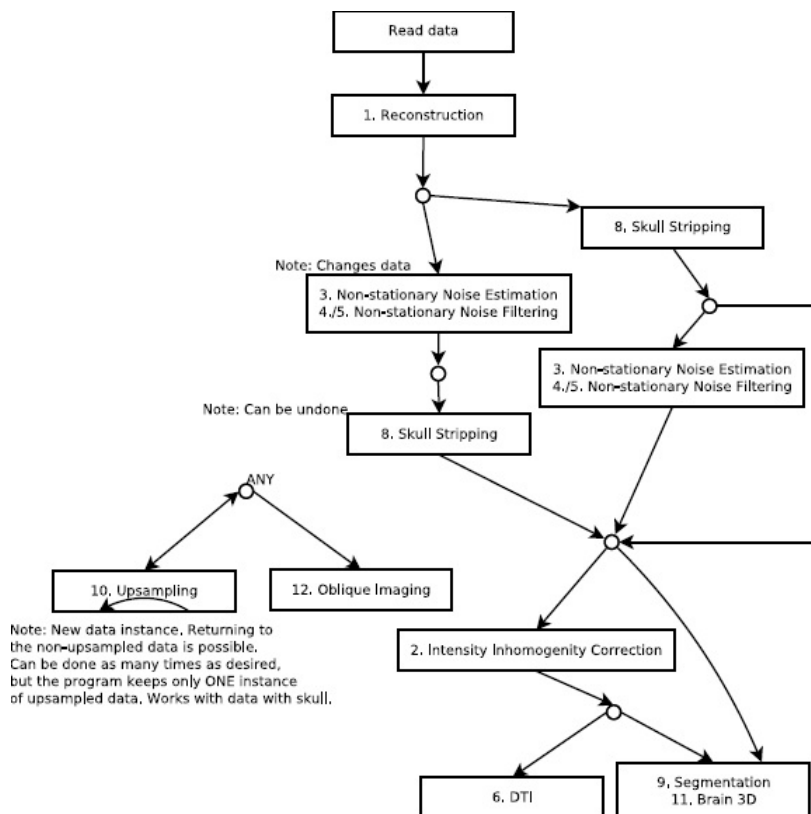 Read data
1. Reconstruction
8. Skull Stripping
Note: Changes data
3. Non-stationary Noise Estimation
4./5. Non-stationary Noise Filtering
3. Non-stationary Noise Estimation
4./5. Non-stationary Noise Filtering
Note: Can be undone
8. Skull Stripping
ANY
10. Upsampling
12. Oblique Imaging
Note: New data instance. Returning to
the non-upsampled data is possible.
Can be done as many times as desired,
but the program keeps only ONE instance
of upsampled data. Works with data with skull.
2. Intensity Inhomogenity Correction
6. DTI
9. Segmentation
11. Brain 3D